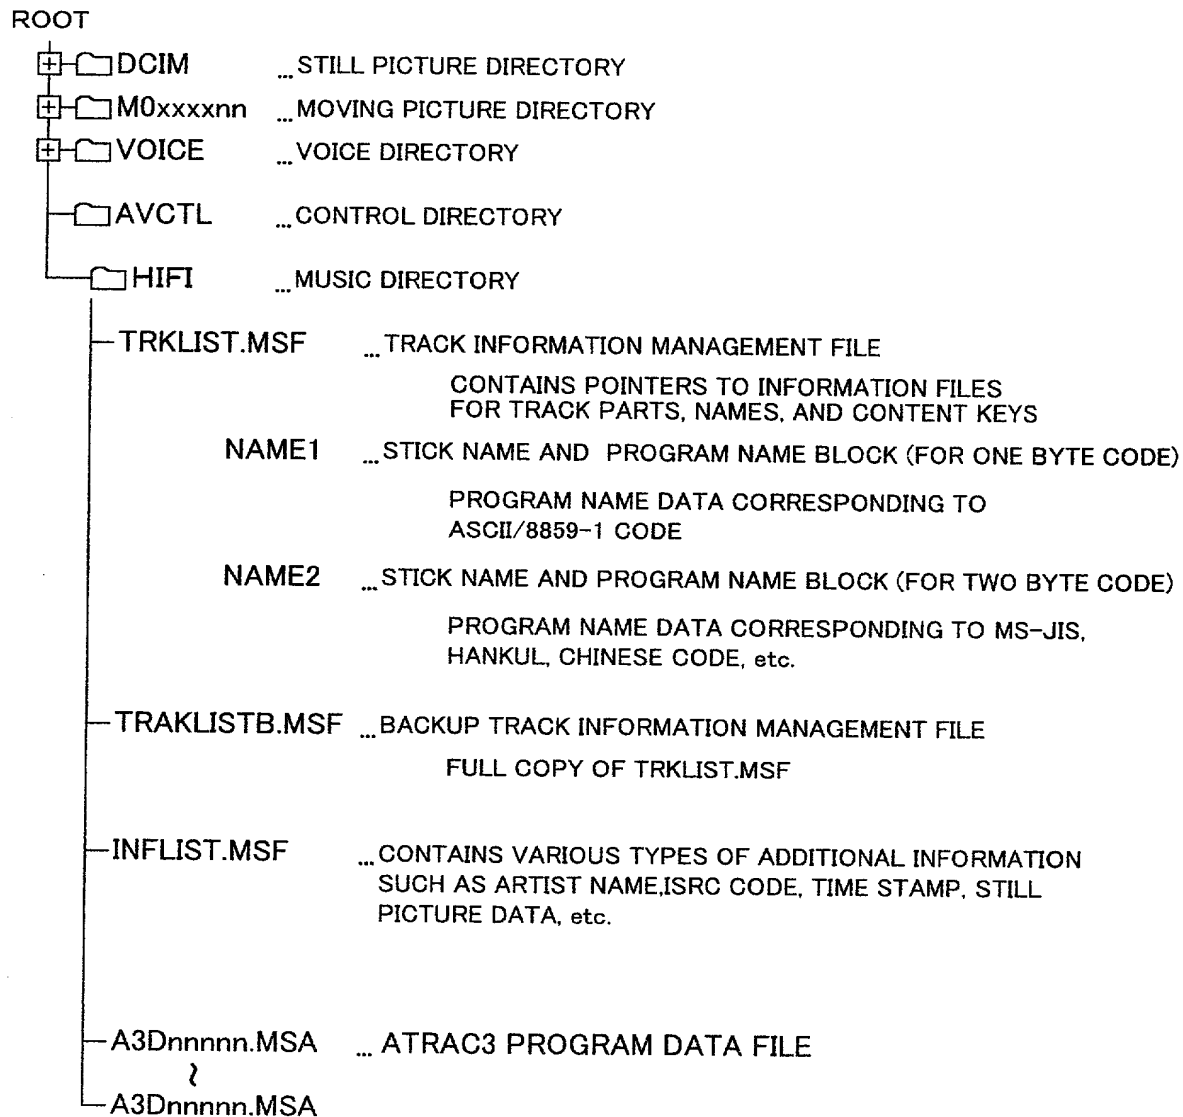 ROOT
DCIM ... STILL PICTURE DIRECTORY
M0xxxxnn ... MOVING PICTURE DIRECTORY
VOICE ... VOICE DIRECTORY
AVCTL ... CONTROL DIRECTORY
HIFI ... MUSIC DIRECTORY
TRKLIST.MSF ... TRACK INFORMATION MANAGEMENT FILE
CONTAINS POINTERS TO INFORMATION FILES
FOR TRACK PARTS, NAMES, AND CONTENT KEYS
NAME1 ... STICK NAME AND PROGRAM NAME BLOCK (FOR ONE BYTE CODE)
PROGRAM NAME DATA CORRESPONDING TO
ASCII/8859-1 CODE
NAME2 ... STICK NAME AND PROGRAM NAME BLOCK (FOR TWO BYTE CODE)
PROGRAM NAME DATA CORRESPONDING TO MS-JIS,
HANKUL, CHINESE CODE, etc.
TRAKLISTB.MSF ... BACKUP TRACK INFORMATION MANAGEMENT FILE
FULL COPY OF TRKLIST.MSF
INFLIST.MSF ... CONTAINS VARIOUS TYPES OF ADDITIONAL INFORMATION
SUCH AS ARTIST NAME,ISRC CODE, TIME STAMP, STILL
PICTURE DATA, etc.
A3Dnnnnn.MSA ... ATRAC3 PROGRAM DATA FILE
~
A3Dnnnnn.MSA